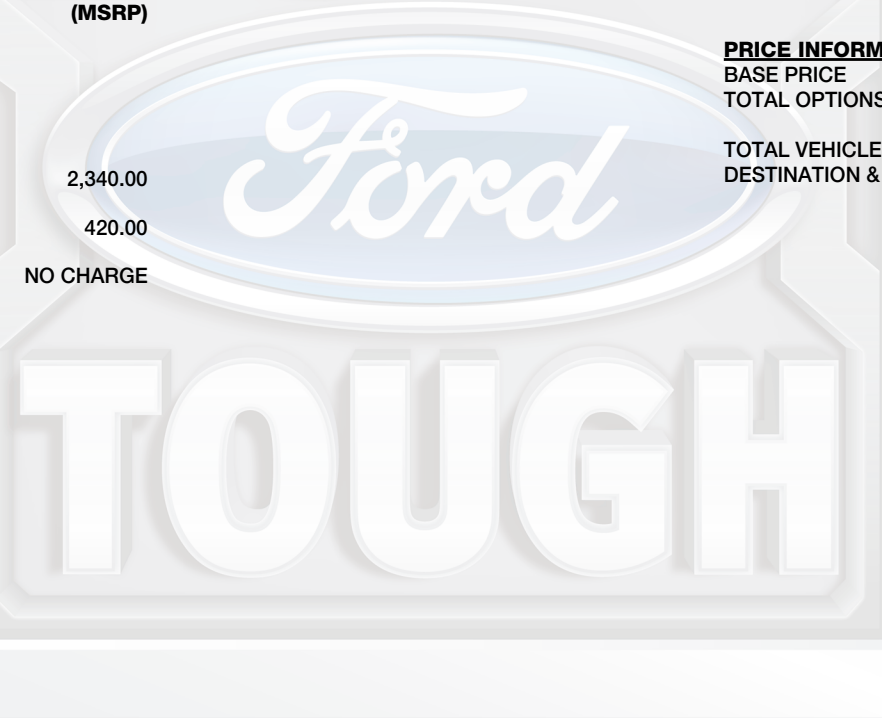 (MSRP)
PRICE INFORM
BASE PRICE
TOTAL OPTIONS
TOTAL VEHICLE
DESTINATION &
2,340.00
420.00
NO CHARGE
Ford
TOUGH